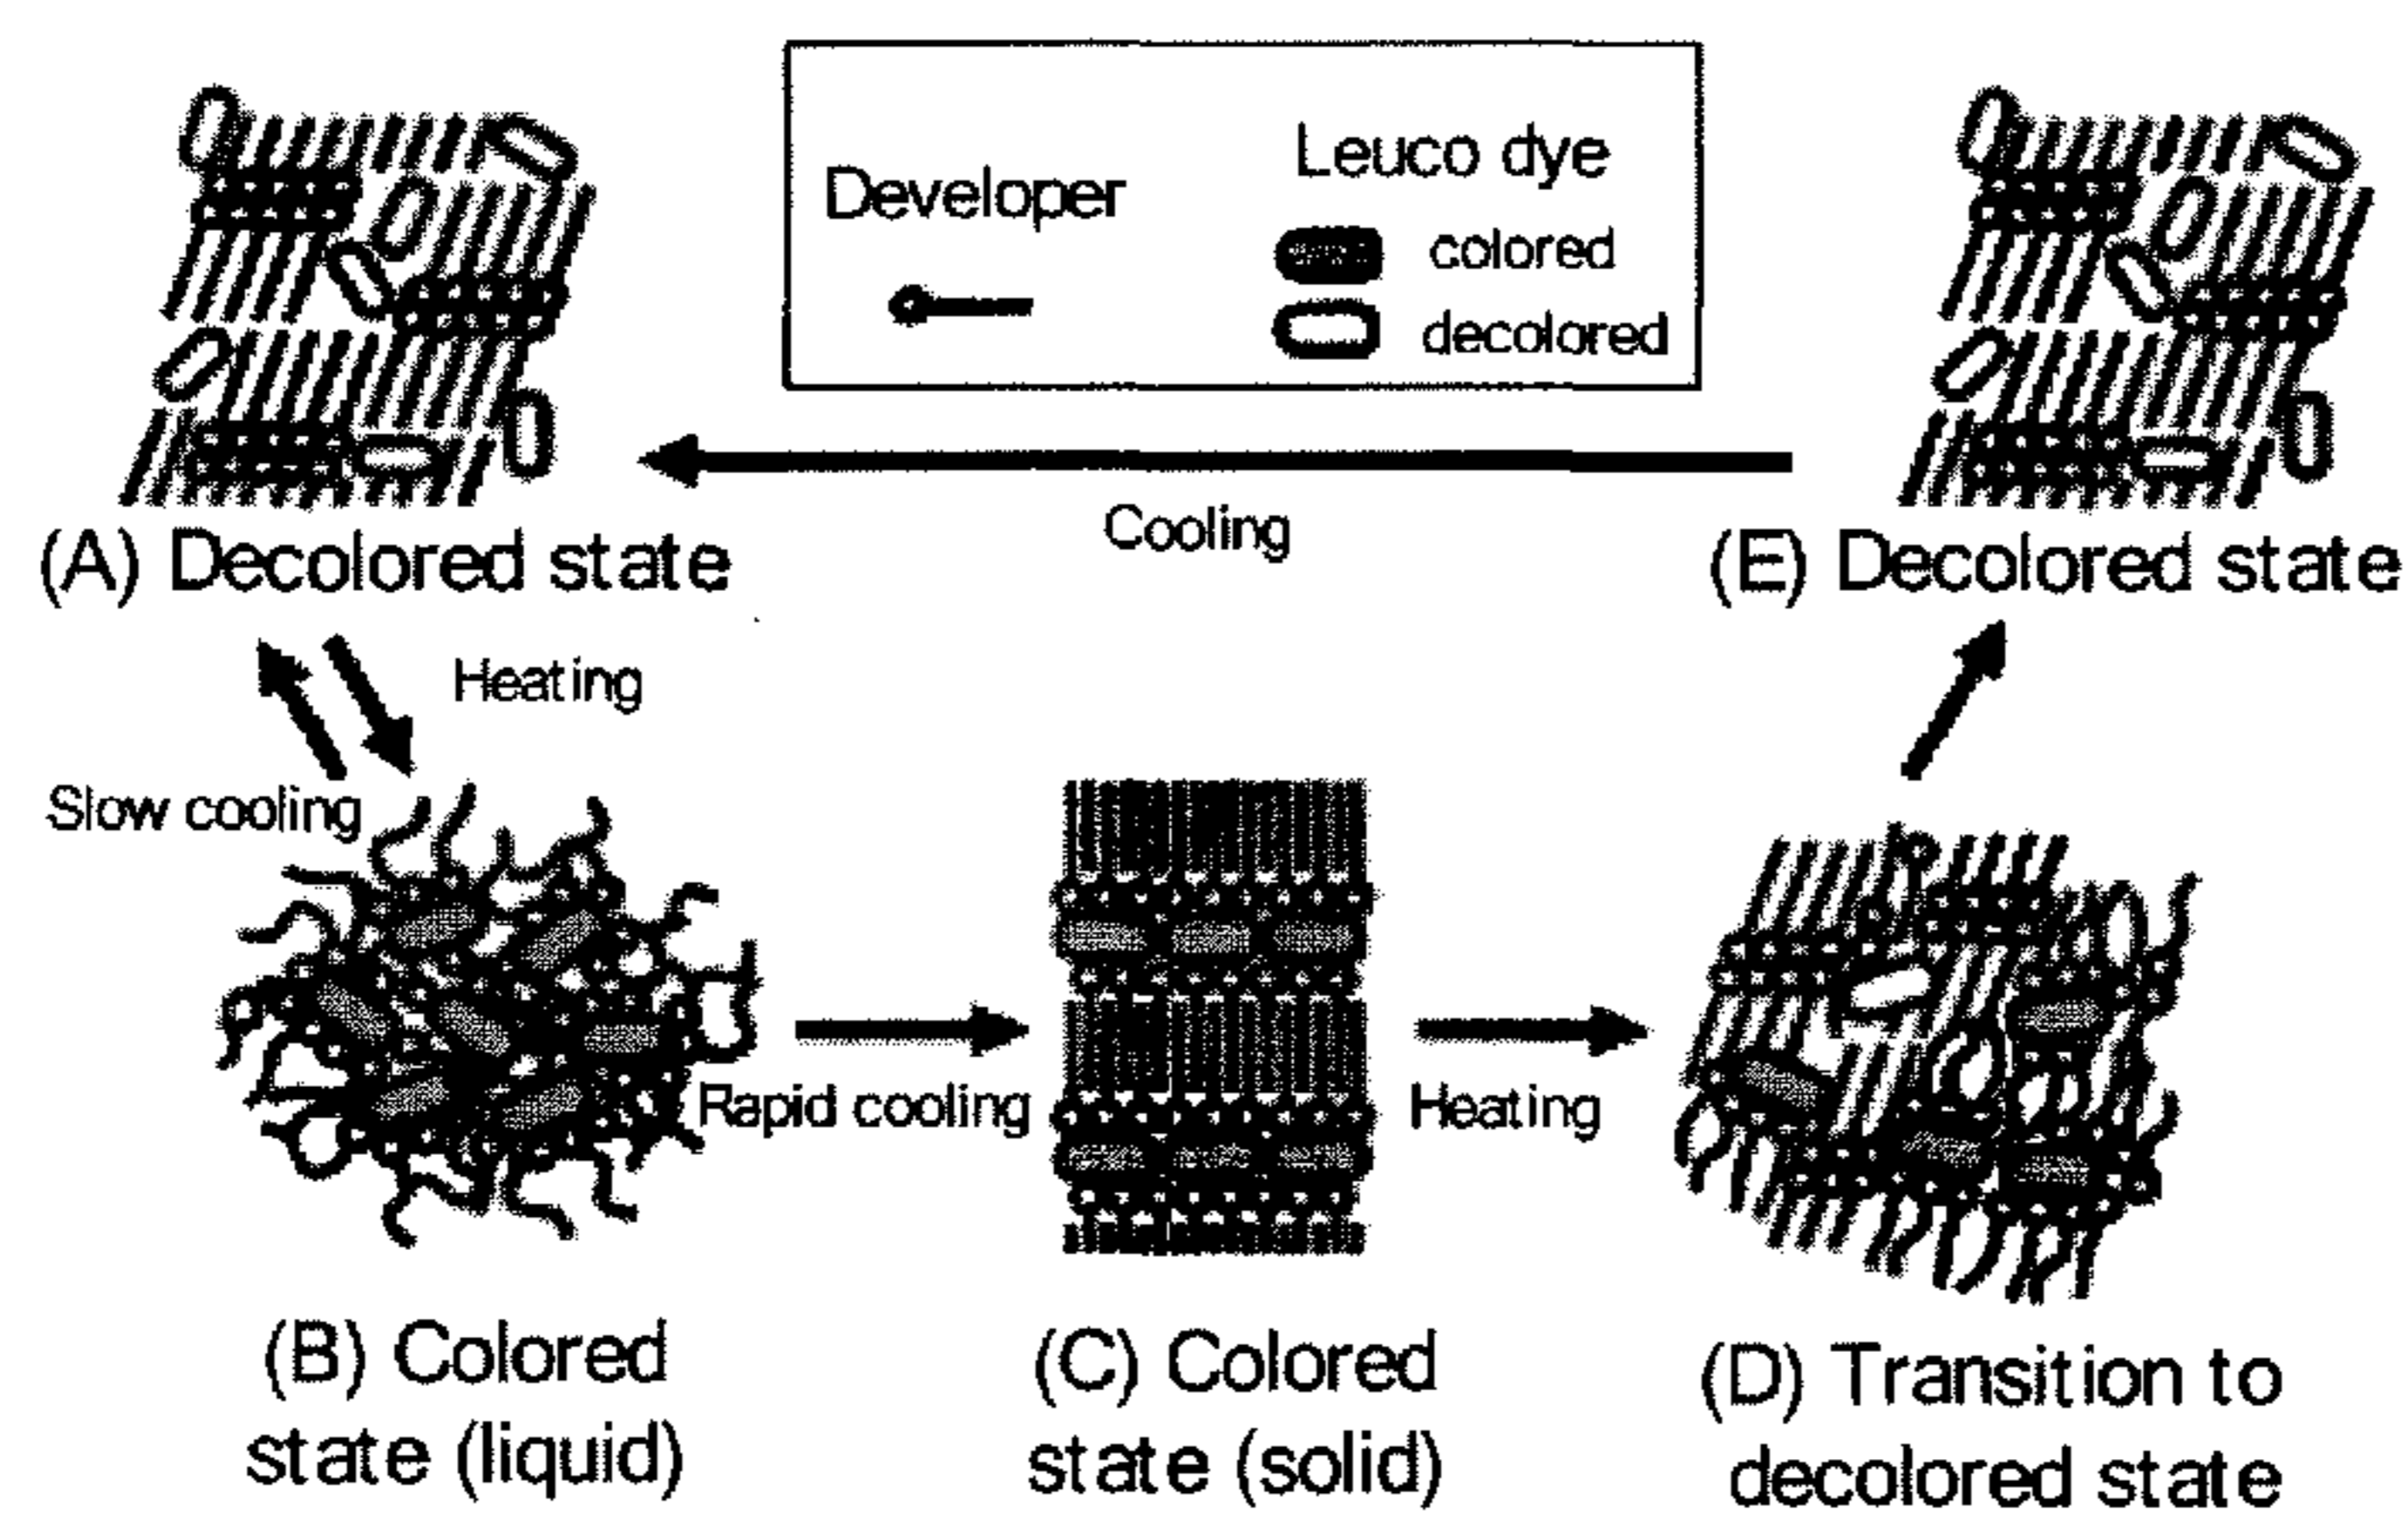 Developer
Leuco dye
colored
decolored
Cooling
(A) Decolored state
(E) Decolored state
Heating
Slow cooling
Rapid cooling
Heating
(B) Colored
state (liquid)
(C) Colored
state (solid)
(D) Transition to
decolored state